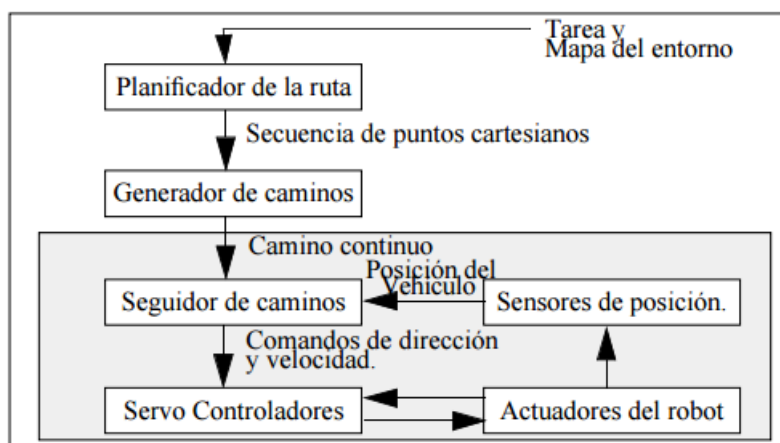 Tarea y
Mapa del entorno
Planificador de la ruta
Secuencia de puntos cartesianos
Generador de caminos
Camino continuo
Posición del
Vehiculo
Seguidor de caminos
Sensores de posición.
Comandos de dirección
y velocidad.
Servo Controladores
Actuadores del robot